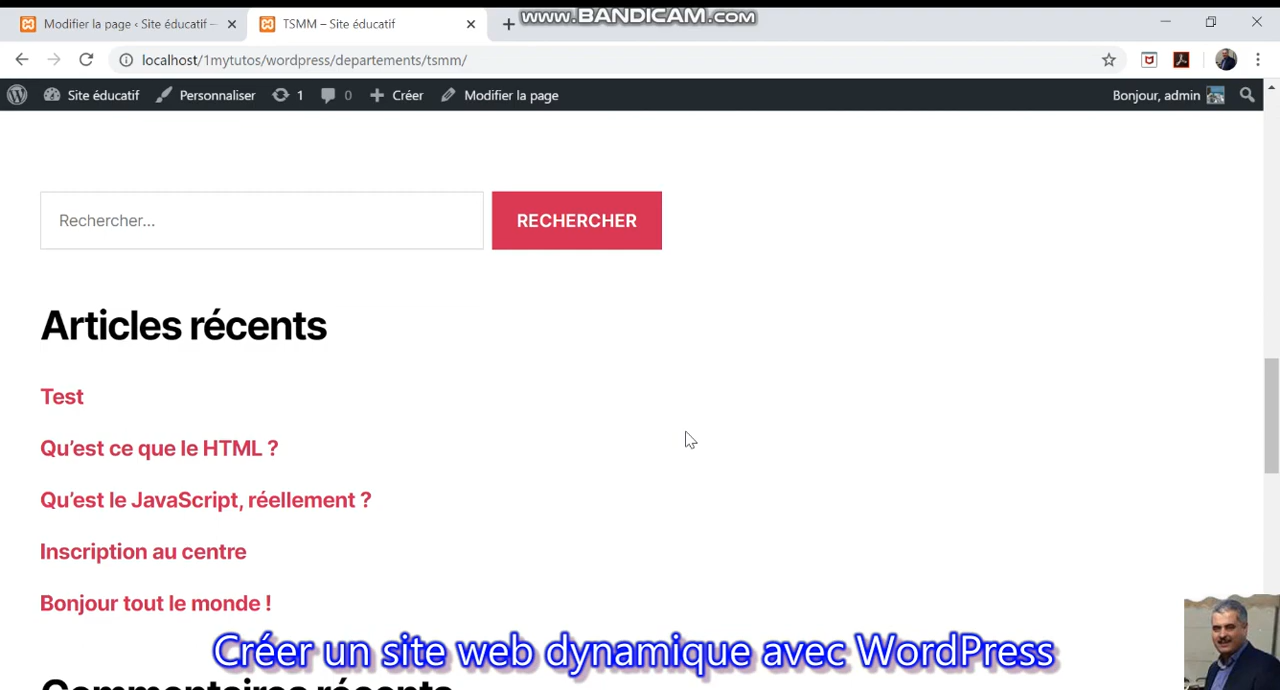 www.BANDICAM.com
Modifier la page ‹ Site éducatif –
TSMM – Site éducatif
localhost/1mytutos/wordpress/departements/tsmm/
Site éducatif Personnaliser 1 0 Créer Modifier la page Bonjour, admin
Rechercher… RECHERCHER
Articles récents
Test
Qu’est ce que le HTML ?
Qu’est le JavaScript, réellement ?
Inscription au centre
Bonjour tout le monde !
Créer un site web dynamique avec WordPress
Commentaires récents